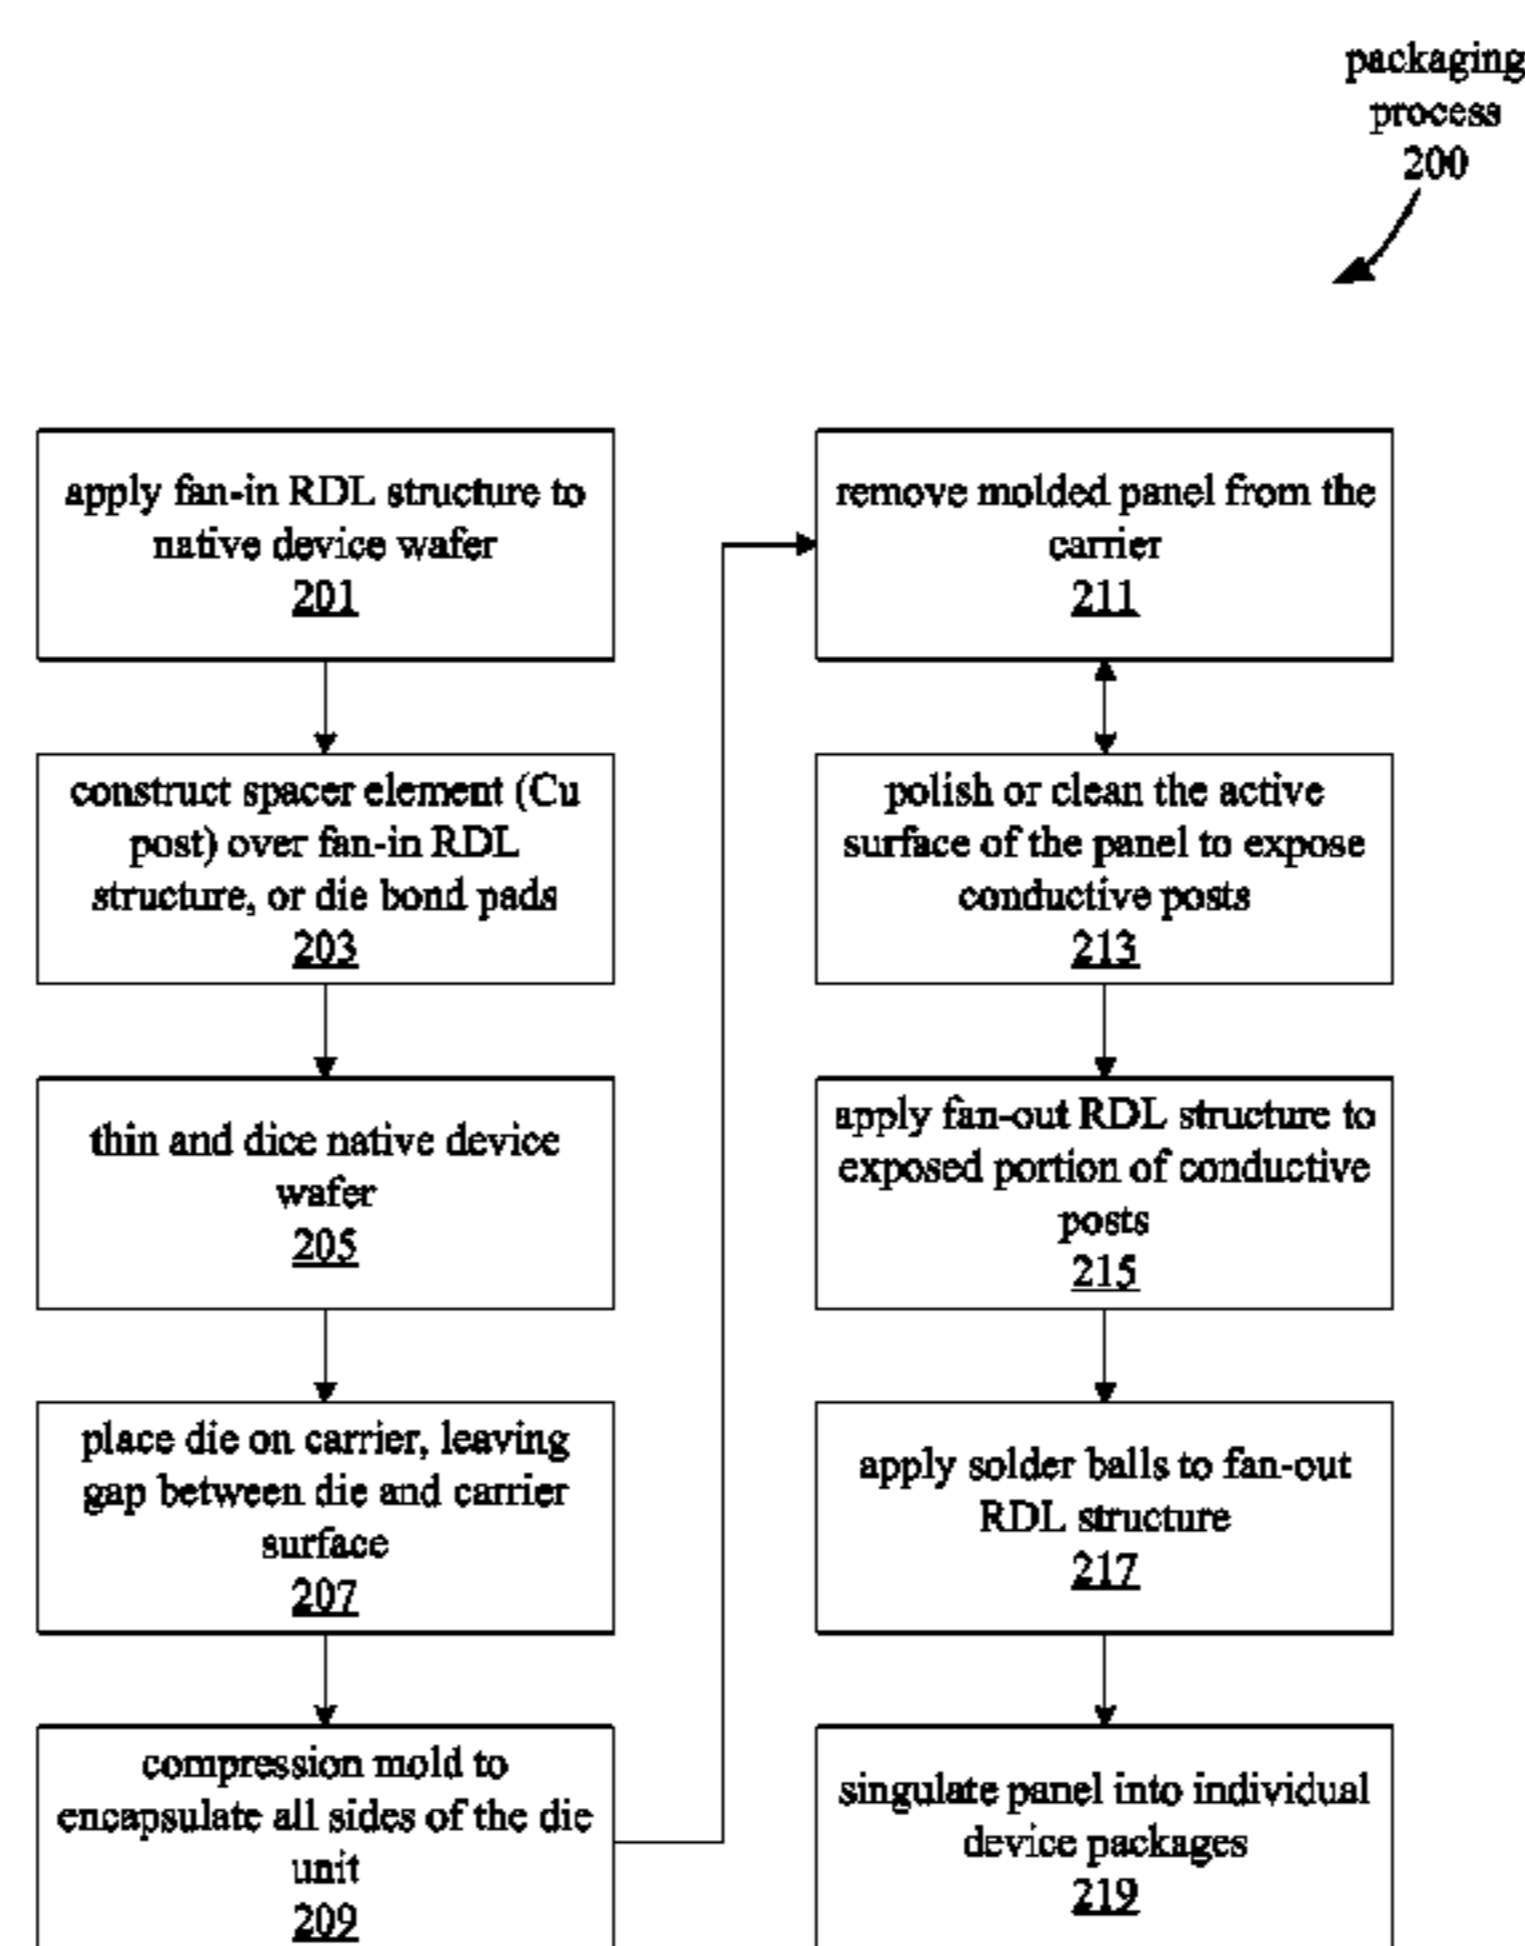 packaging
process
200
apply fan-in RDL structure to
native device wafer
201
construct spacer element (Cu
post) over fan-in RDL
structure, or die bond pads
203
thin and dice native device
wafer
205
place die on carrier, leaving
gap between die and carrier
surface
207
compression mold to
encapsulate all sides of the die
unit
209
remove molded panel from the
carrier
211
polish or clean the active
surface of the panel to expose
conductive posts
213
apply fan-out RDL structure to
exposed portion of conductive
posts
215
apply solder balls to fan-out
RDL structure
217
singulate panel into individual
device packages
219